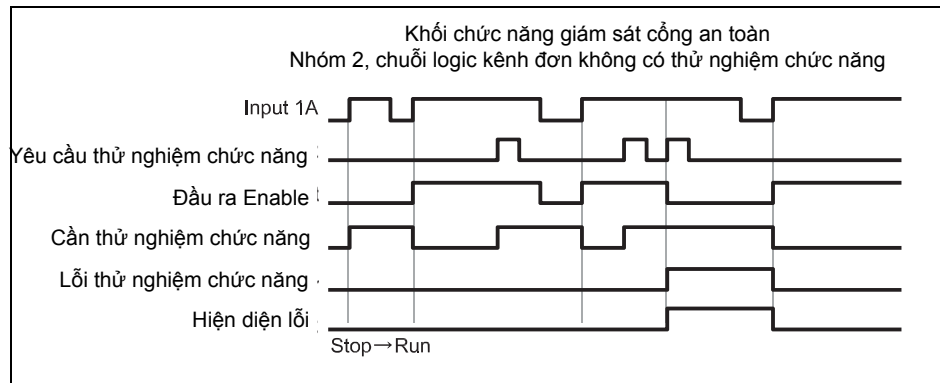 Khối chức năng giám sát cổng an toàn
Nhóm 2, chuỗi logic kênh đơn không có thử nghiệm chức năng
Input 1A
Yêu cầu thử nghiệm chức năng
Đầu ra Enable
Cần thử nghiệm chức năng
Lỗi thử nghiệm chức năng
Hiện diện lỗi
Stop→Run